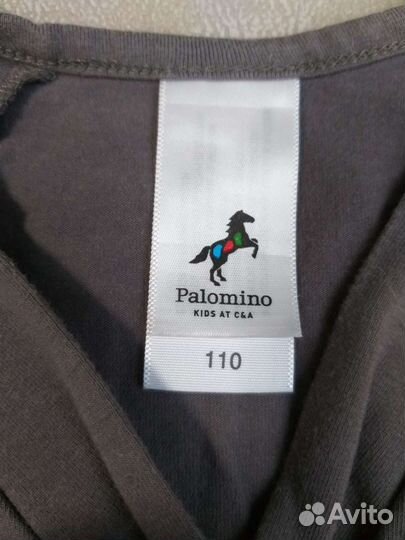 Palomino
KIDS AT C&A
110
Avito